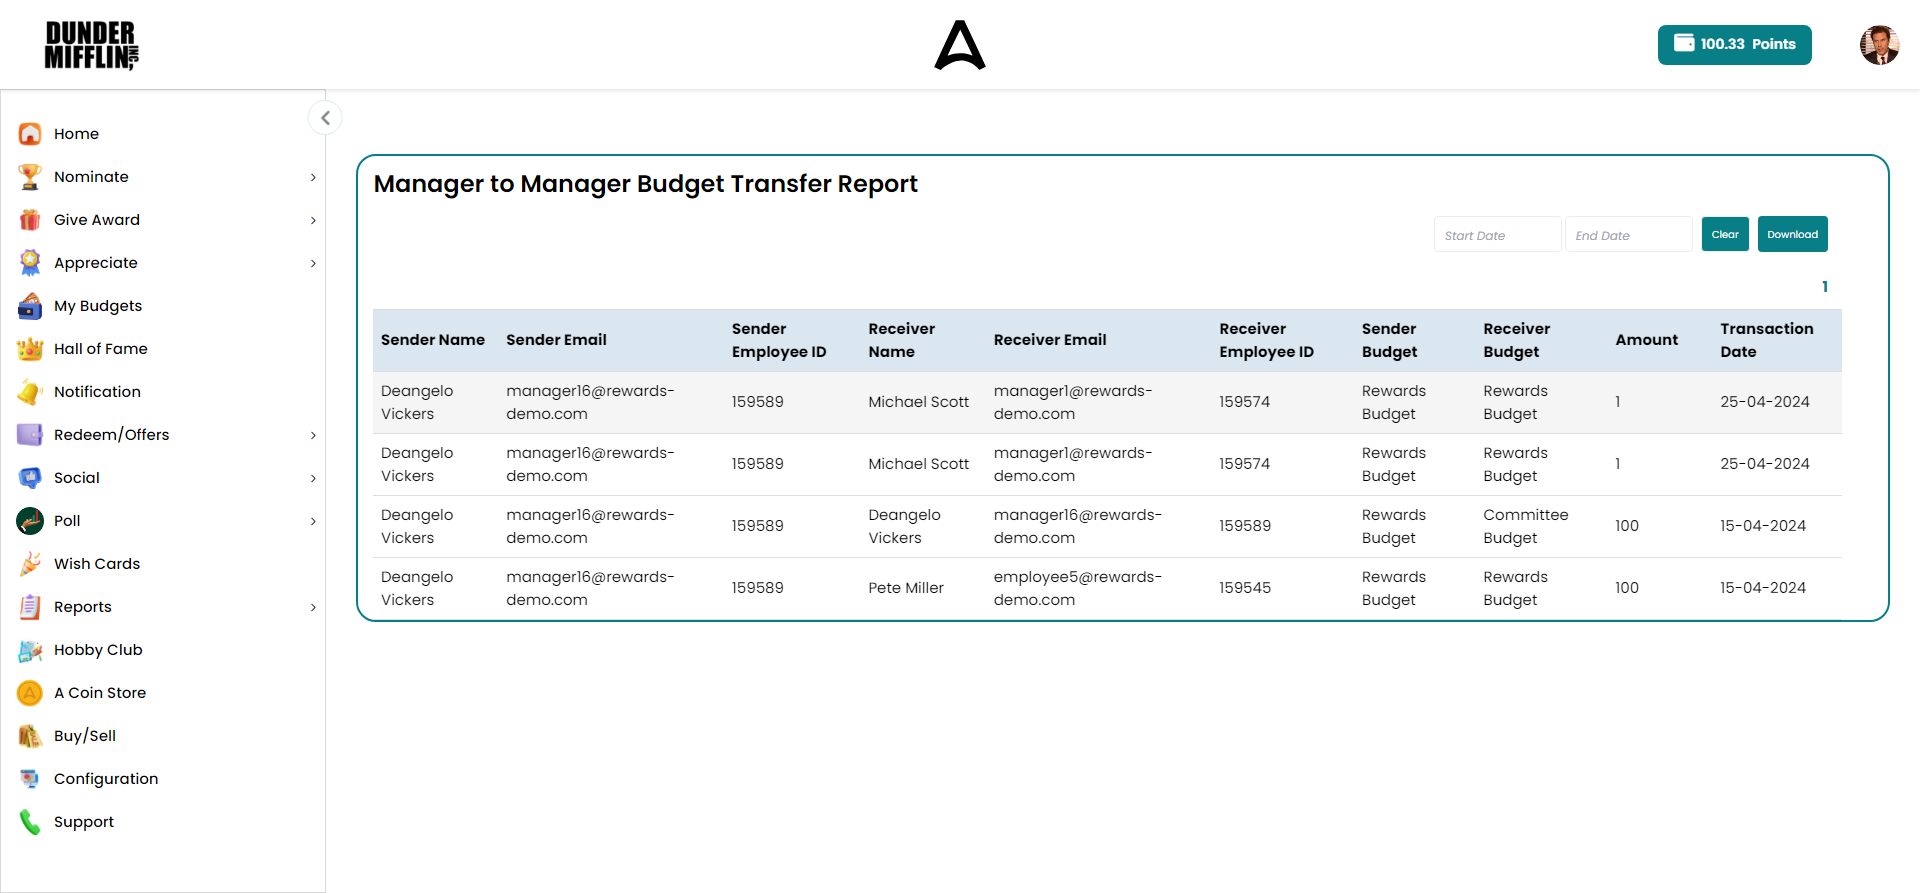 DUNDER
MIFFLIN INC,
100.33 Points
Home
Nominate
Give Award
Appreciate
My Budgets
Hall of Fame
Notification
Redeem/Offers
Social
Poll
Wish Cards
Reports
Hobby Club
A Coin Store
Buy/Sell
Configuration
Support
Manager to Manager Budget Transfer Report
Start Date End Date Clear Download
1
Sender Name Sender Email Sender Employee ID Receiver Name Receiver Email Receiver Employee ID Sender Budget Receiver Budget Amount Transaction Date
Deangelo Vickers manager16@rewards-demo.com 159589 Michael Scott manager1@rewards-demo.com 159574 Rewards Budget Rewards Budget 1 25-04-2024
Deangelo Vickers manager16@rewards-demo.com 159589 Michael Scott manager1@rewards-demo.com 159574 Rewards Budget Rewards Budget 1 25-04-2024
Deangelo Vickers manager16@rewards-demo.com 159589 Deangelo Vickers manager16@rewards-demo.com 159589 Rewards Budget Committee Budget 100 15-04-2024
Deangelo Vickers manager16@rewards-demo.com 159589 Pete Miller employee5@rewards-demo.com 159545 Rewards Budget Rewards Budget 100 15-04-2024